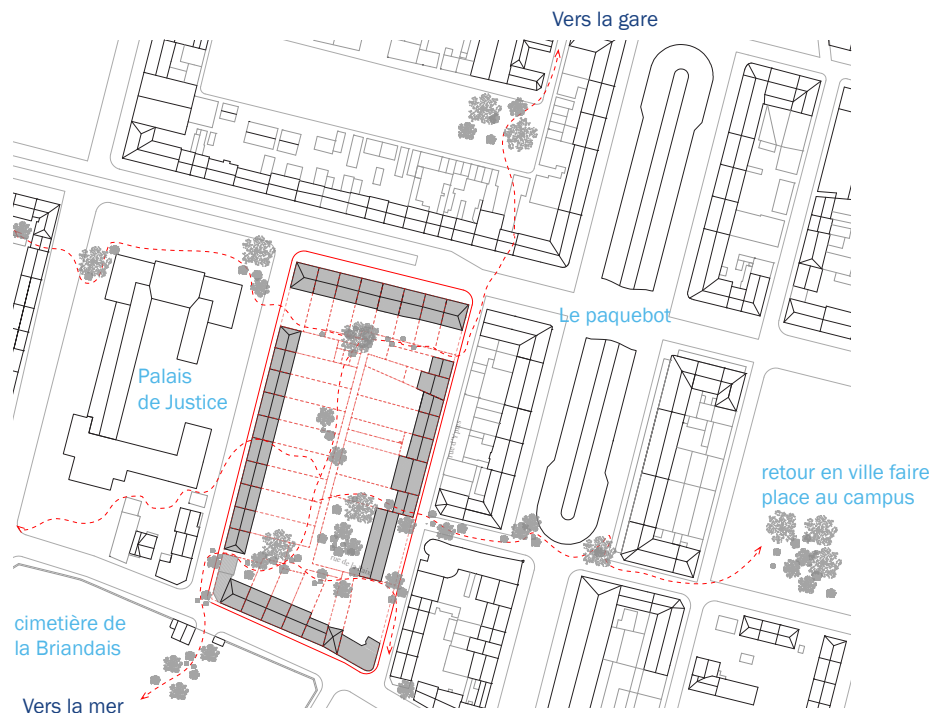 Vers la gare
Le paquebot
Palais
de Justice
retour en ville faire
place au campus
cimetière de
la Briandais
Vers la mer